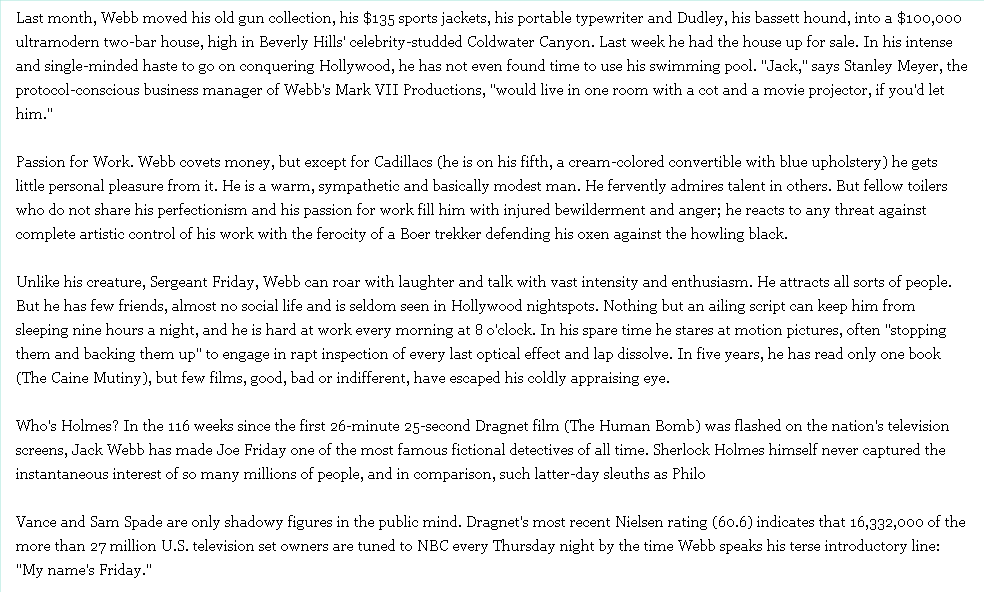 Last month, Webb moved his old gun collection, his $135 sports jackets, his portable typewriter and Dudley, his bassett hound, into a $100,000
ultramodern two-bar house, high in Beverly Hills' celebrity-studded Coldwater Canyon. Last week he had the house up for sale. In his intense
and single-minded haste to go on conquering Hollywood, he has not even found time to use his swimming pool. "Jack," says Stanley Meyer, the
protocol-conscious business manager of Webb's Mark VII Productions, "would live in one room with a cot and a movie projector, if you'd let
him."

Passion for Work. Webb covets money, but except for Cadillacs (he is on his fifth, a cream-colored convertible with blue upholstery) he gets
little personal pleasure from it. He is a warm, sympathetic and basically modest man. He fervently admires talent in others. But fellow toilers
who do not share his perfectionism and his passion for work fill him with injured bewilderment and anger; he reacts to any threat against
complete artistic control of his work with the ferocity of a Boer trekker defending his oxen against the howling black.

Unlike his creature, Sergeant Friday, Webb can roar with laughter and talk with vast intensity and enthusiasm. He attracts all sorts of people.
But he has few friends, almost no social life and is seldom seen in Hollywood nightspots. Nothing but an ailing script can keep him from
sleeping nine hours a night, and he is hard at work every morning at 8 o'clock. In his spare time he stares at motion pictures, often "stopping
them and backing them up" to engage in rapt inspection of every last optical effect and lap dissolve. In five years, he has read only one book
(The Caine Mutiny), but few films, good, bad or indifferent, have escaped his coldly appraising eye.

Who's Holmes? In the 116 weeks since the first 26-minute 25-second Dragnet film (The Human Bomb) was flashed on the nation's television
screens, Jack Webb has made Joe Friday one of the most famous fictional detectives of all time. Sherlock Holmes himself never captured the
instantaneous interest of so many millions of people, and in comparison, such latter-day sleuths as Philo

Vance and Sam Spade are only shadowy figures in the public mind. Dragnet's most recent Nielsen rating (60.6) indicates that 16,332,000 of the
more than 27 million U.S. television set owners are tuned to NBC every Thursday night by the time Webb speaks his terse introductory line:
"My name's Friday."